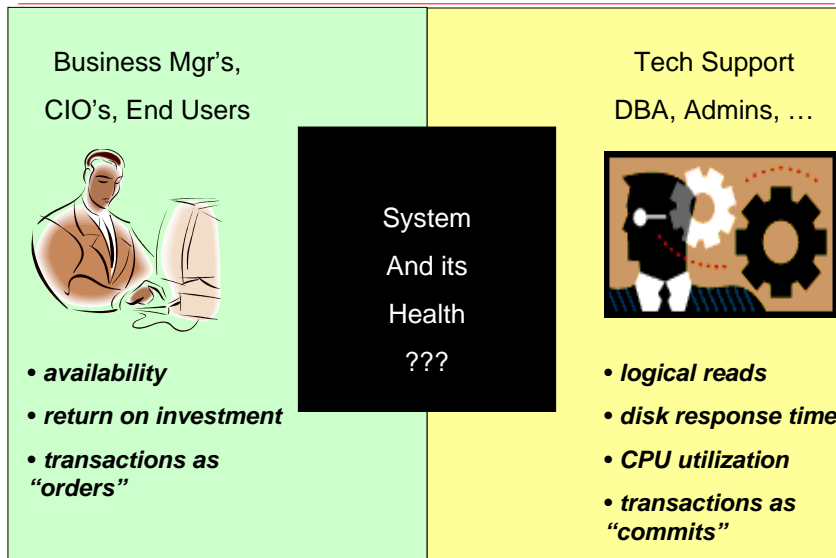 Business Mgr's,
CIO's, End Users
• availability
• return on investment
• transactions as
“orders”
System
And its
Health
???
Tech Support
DBA, Admins, …
• logical reads
• disk response time
• CPU utilization
• transactions as
“commits”